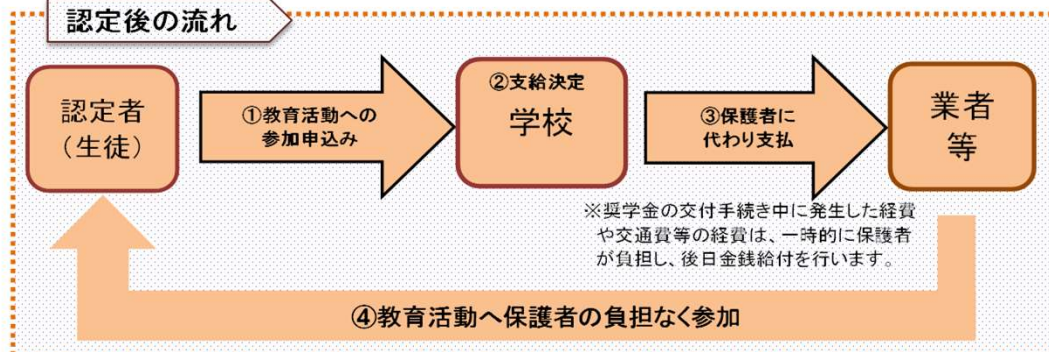 認定後の流れ
認定者
（生徒）
①教育活動への
参加申込み
②支給決定
学校
③保護者に
代わり支払
業者
等
※奨学金の交付手続き中に発生した経費
や交通費等の経費は、一時的に保護者
が負担し、後日金銭給付を行います。
④教育活動へ保護者の負担なく参加